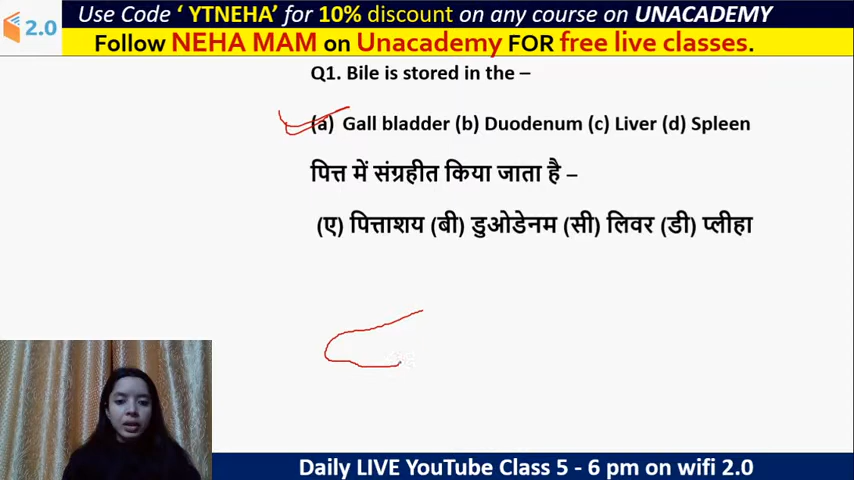 Use Code ‘ YTNEHA’ for 10% discount on any course on UNACADEMY
2.0
Follow NEHA MAM on Unacademy FOR free live classes.
Q1. Bile is stored in the –
(a) Gall bladder (b) Duodenum (c) Liver (d) Spleen
पित्त में संग्रहीत किया जाता है –
(ए) पित्ताशय (बी) डुओडेनम (सी) लिवर (डी) प्लीहा
Daily LIVE YouTube Class 5 - 6 pm on wifi 2.0